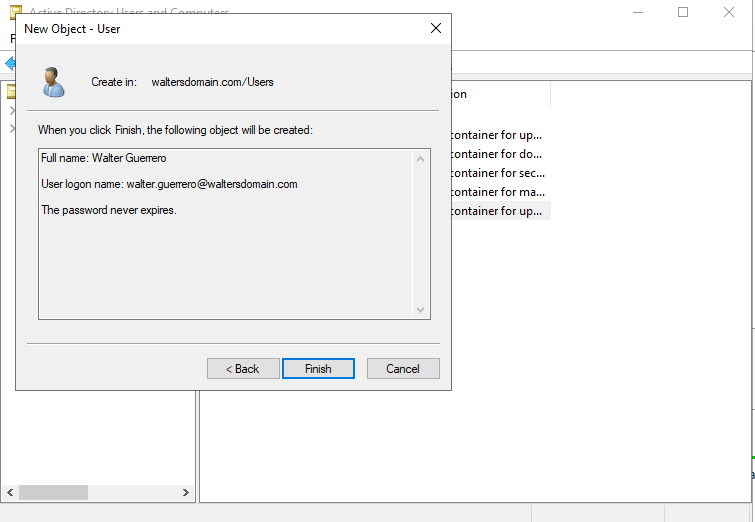 Active Directory Users and Computers
New Object - User
Create in: waltersdomain.com/Users
When you click Finish, the following object will be created:
Full name: Walter Guerrero
User logon name: walter.guerrero@waltersdomain.com
The password never expires.
< Back Finish Cancel
container for up...
container for do...
container for sec...
container for ma...
container for up...